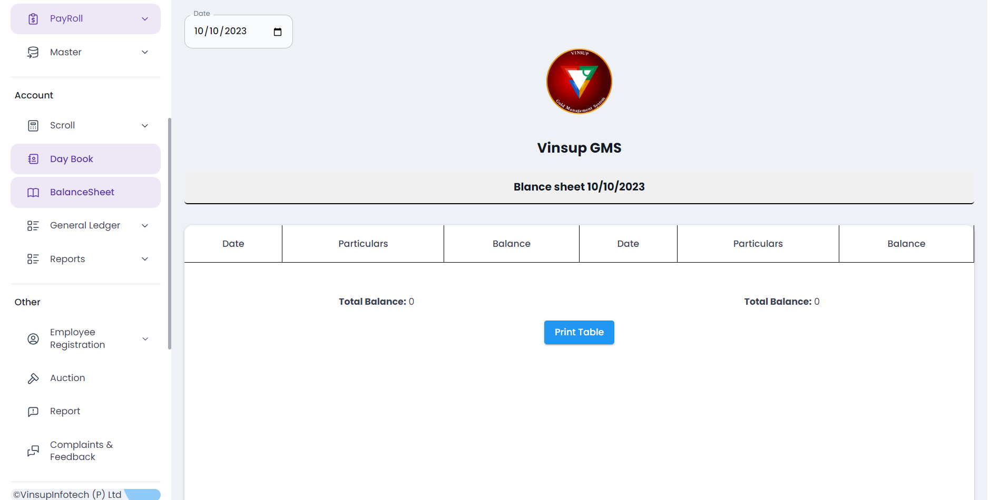 PayRoll
Master
Account
Scroll
Day Book
BalanceSheet
General Ledger
Reports
Other
Employee
Registration
Auction
Report
Complaints &
Feedback
©VinsupInfotech (P) Ltd
Date
10/10/2023
VINSUP
Gold Management System
Vinsup GMS
Blance sheet 10/10/2023
Date Particulars Balance Date Particulars Balance
Total Balance: 0 Total Balance: 0
Print Table